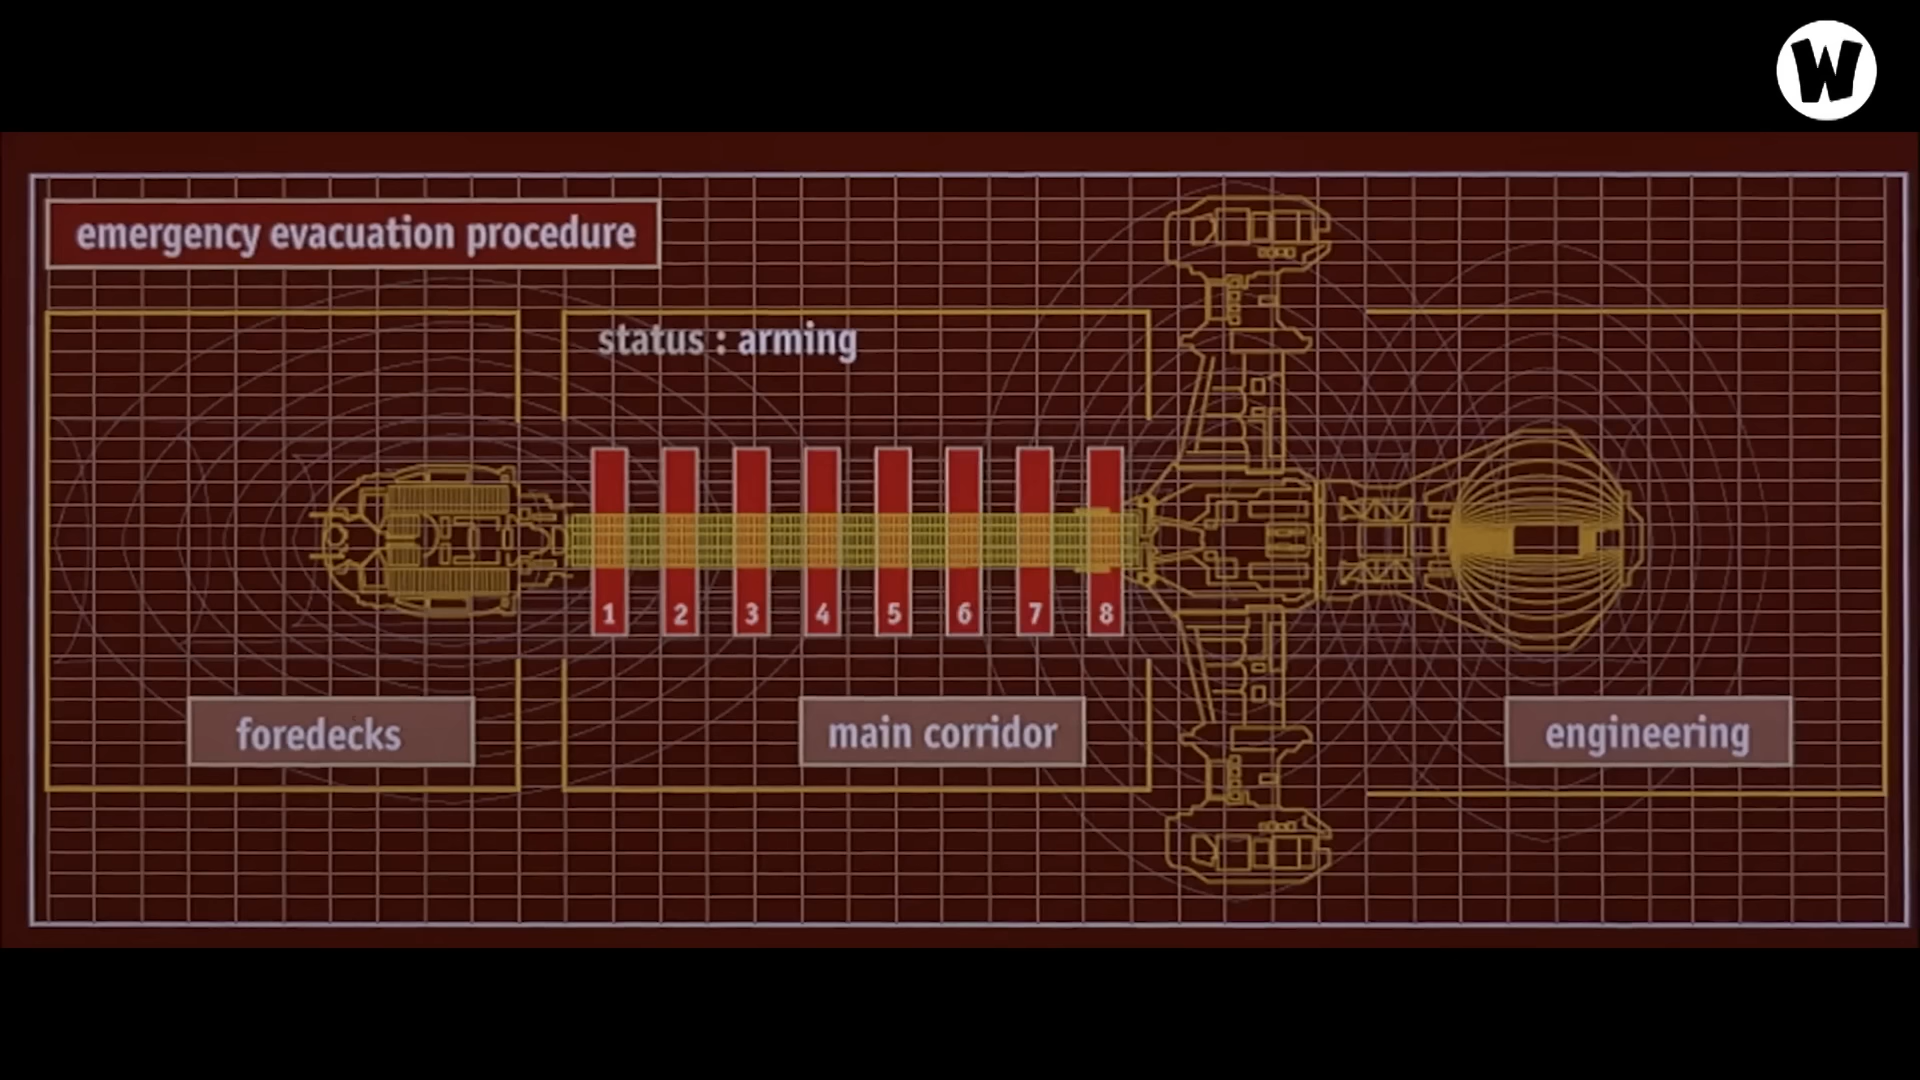 W
emergency evacuation procedure
status : arming
1 2 3 4 5 6 7 8
foredecks
main corridor
engineering